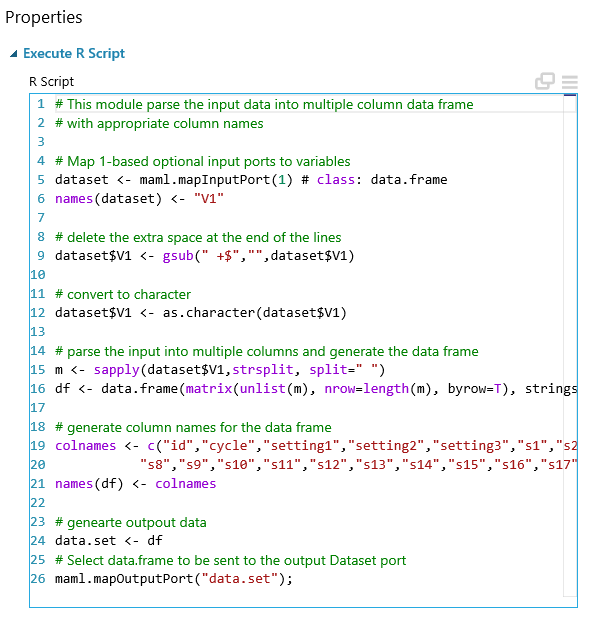 Properties
Execute R Script
R Script
1 # This module parse the input data into multiple column data frame
2 # with appropriate column names
3
4 # Map 1-based optional input ports to variables
5 dataset <- maml.mapInputPort(1) # class: data.frame
6 names(dataset) <- "V1"
7
8 # delete the extra space at the end of the lines
9 dataset$V1 <- gsub(" +$","",dataset$V1)
10
11 # convert to character
12 dataset$V1 <- as.character(dataset$V1)
13
14 # parse the input into multiple columns and generate the data frame
15 m <- sapply(dataset$V1,strsplit, split=" ")
16 df <- data.frame(matrix(unlist(m), nrow=length(m), byrow=T), strings
17
18 # generate column names for the data frame
19 colnames <- c("id","cycle","setting1","setting2","setting3","s1","s2
20 "s8","s9","s10","s11","s12","s13","s14","s15","s16","s17"
21 names(df) <- colnames
22
23 # genearte outpout data
24 data.set <- df
25 # Select data.frame to be sent to the output Dataset port
26 maml.mapOutputPort("data.set");